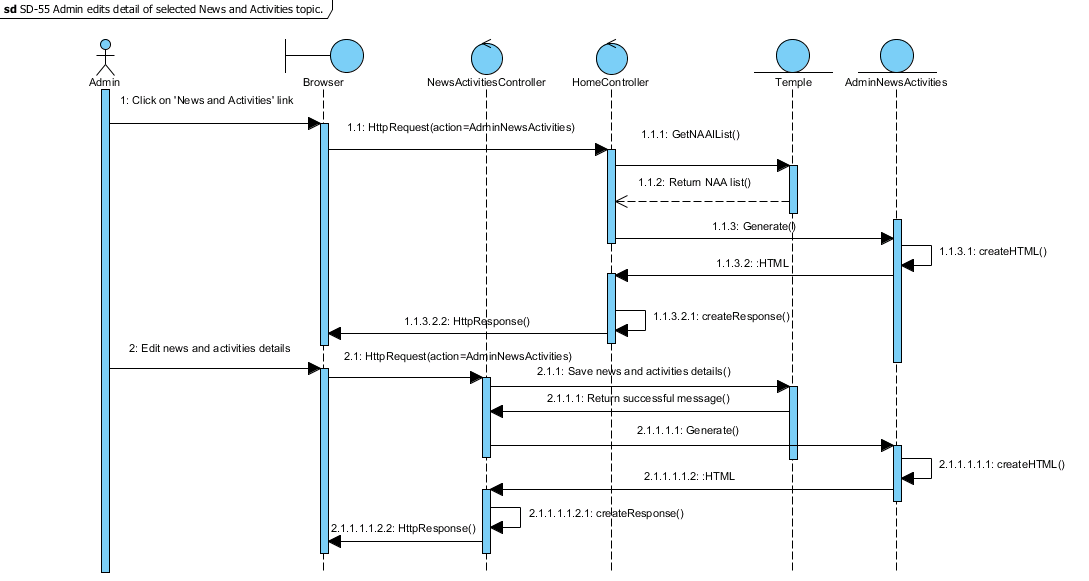 sd SD-55 Admin edits detail of selected News and Activities topic.
Admin
Browser
NewsActivitiesController
HomeController
Temple
AdminNewsActivities
1: Click on 'News and Activities' link
1.1: HttpRequest(action=AdminNewsActivities)
1.1.1: GetNAAlList()
1.1.2: Return NAA list()
1.1.3: Generate()
1.1.3.1: createHTML()
1.1.3.2: :HTML
1.1.3.2.1: createResponse()
1.1.3.2.2: HttpResponse()
2: Edit news and activities details
2.1: HttpRequest(action=AdminNewsActivities)
2.1.1: Save news and activities details()
2.1.1.1: Return successful message()
2.1.1.1.1: Generate()
2.1.1.1.1.1: createHTML()
2.1.1.1.1.2: :HTML
2.1.1.1.1.2.1: createResponse()
2.1.1.1.1.2.2: HttpResponse()